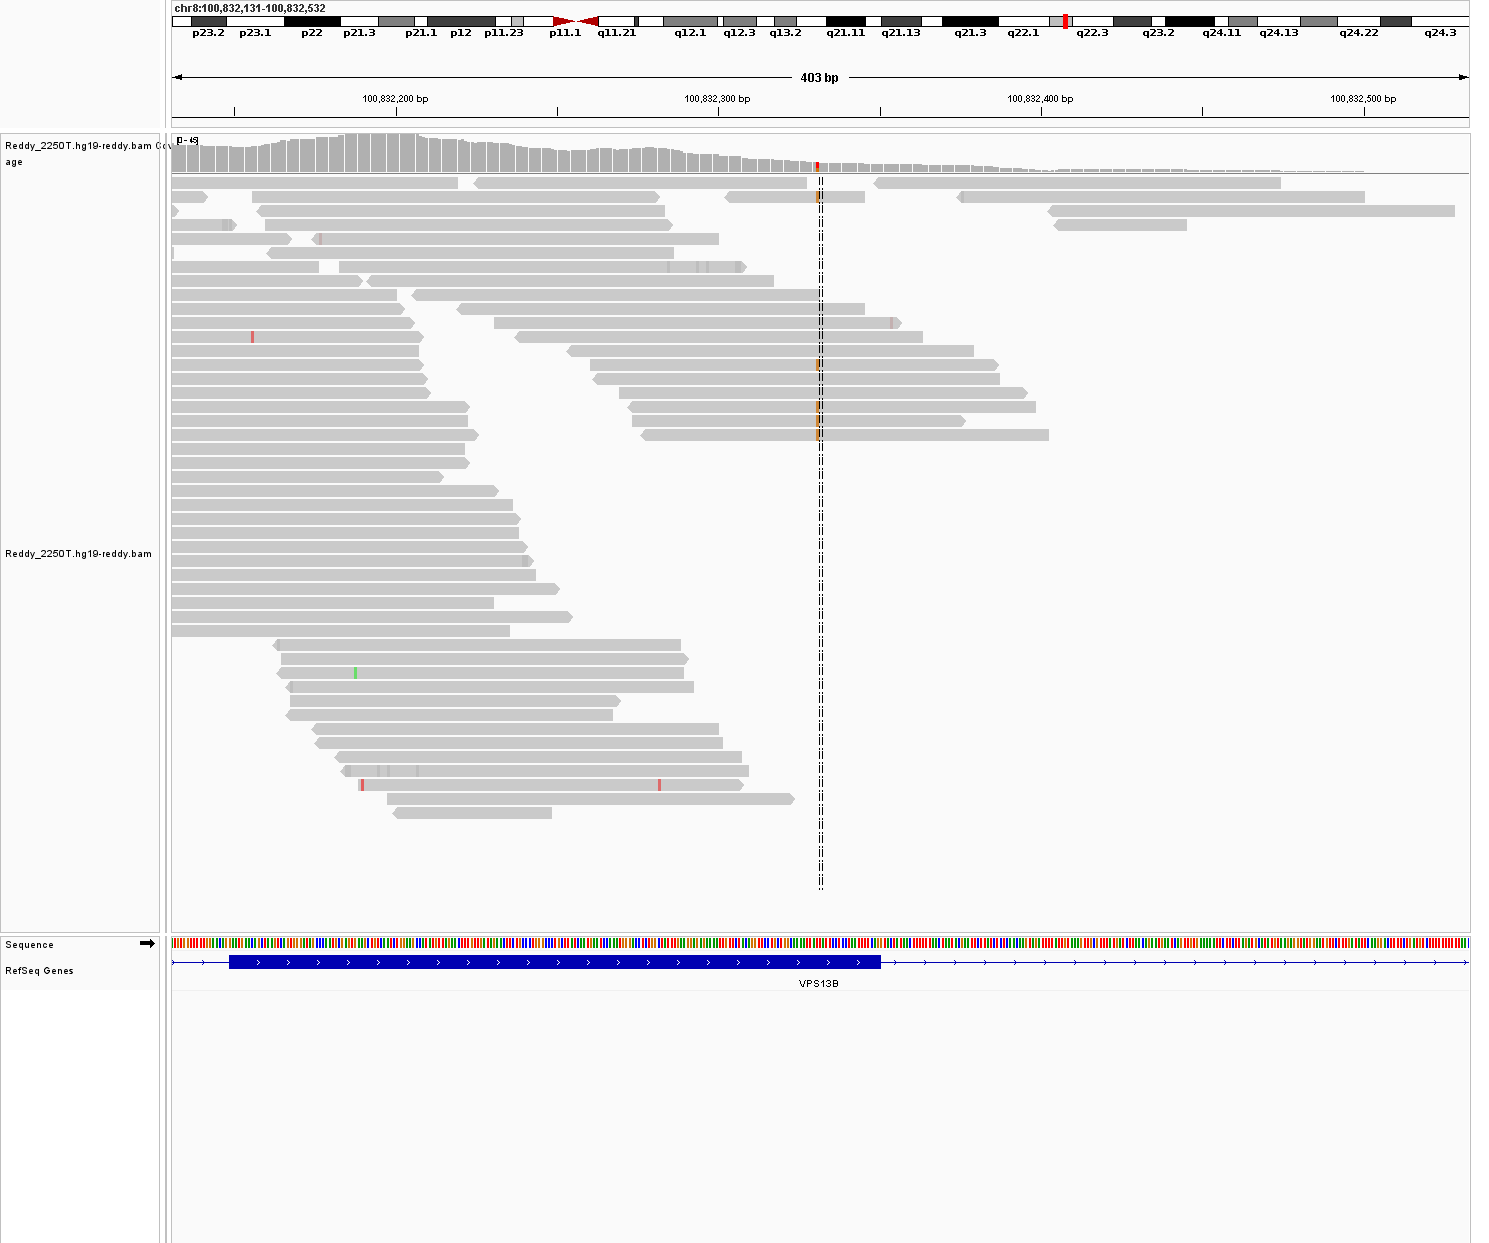 chr8:100,832,131-100,832,532
p23.2 p23.1 p22 p21.3 p21.1 p12 p11.23 p11.1 q11.21 q12.1 q12.3 q13.2 q21.11 q21.13 q21.3 q22.1 q22.3 q23.2 q24.11 q24.13 q24.22 q24.3
403 bp
100,832,200 bp 100,832,300 bp 100,832,400 bp 100,832,500 bp
Reddy_2250T.hg19-reddy.bam Cov
age
[0 - 45]
Reddy_2250T.hg19-reddy.bam
Sequence
RefSeq Genes
VPS13B